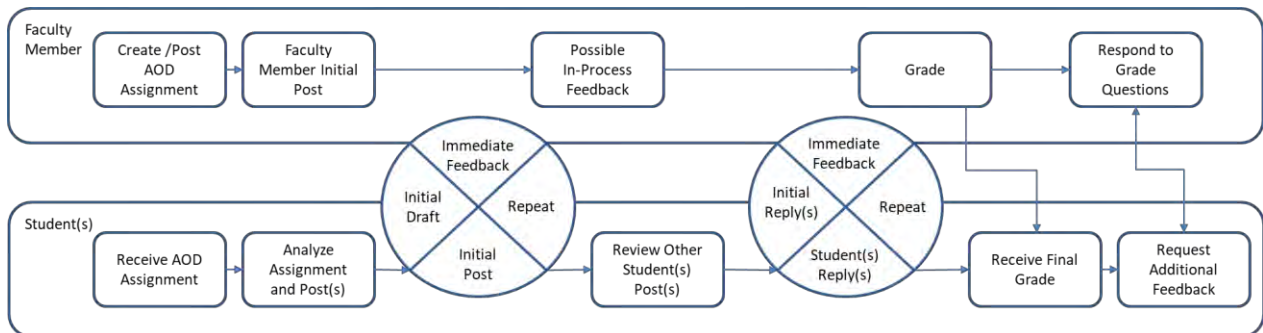 Faculty
Member
Create /Post
AOD
Assignment
Faculty
Member Initial
Post
Possible
In-Process
Feedback
Grade
Respond to
Grade
Questions
Immediate
Feedback
Initial
Draft
Repeat
Initial
Post
Immediate
Feedback
Initial
Reply(s)
Repeat
Student(s)
Reply(s)
Student(s)
Receive AOD
Assignment
Analyze
Assignment
and Post(s)
Review Other
Student(s)
Post(s)
Receive Final
Grade
Request
Additional
Feedback